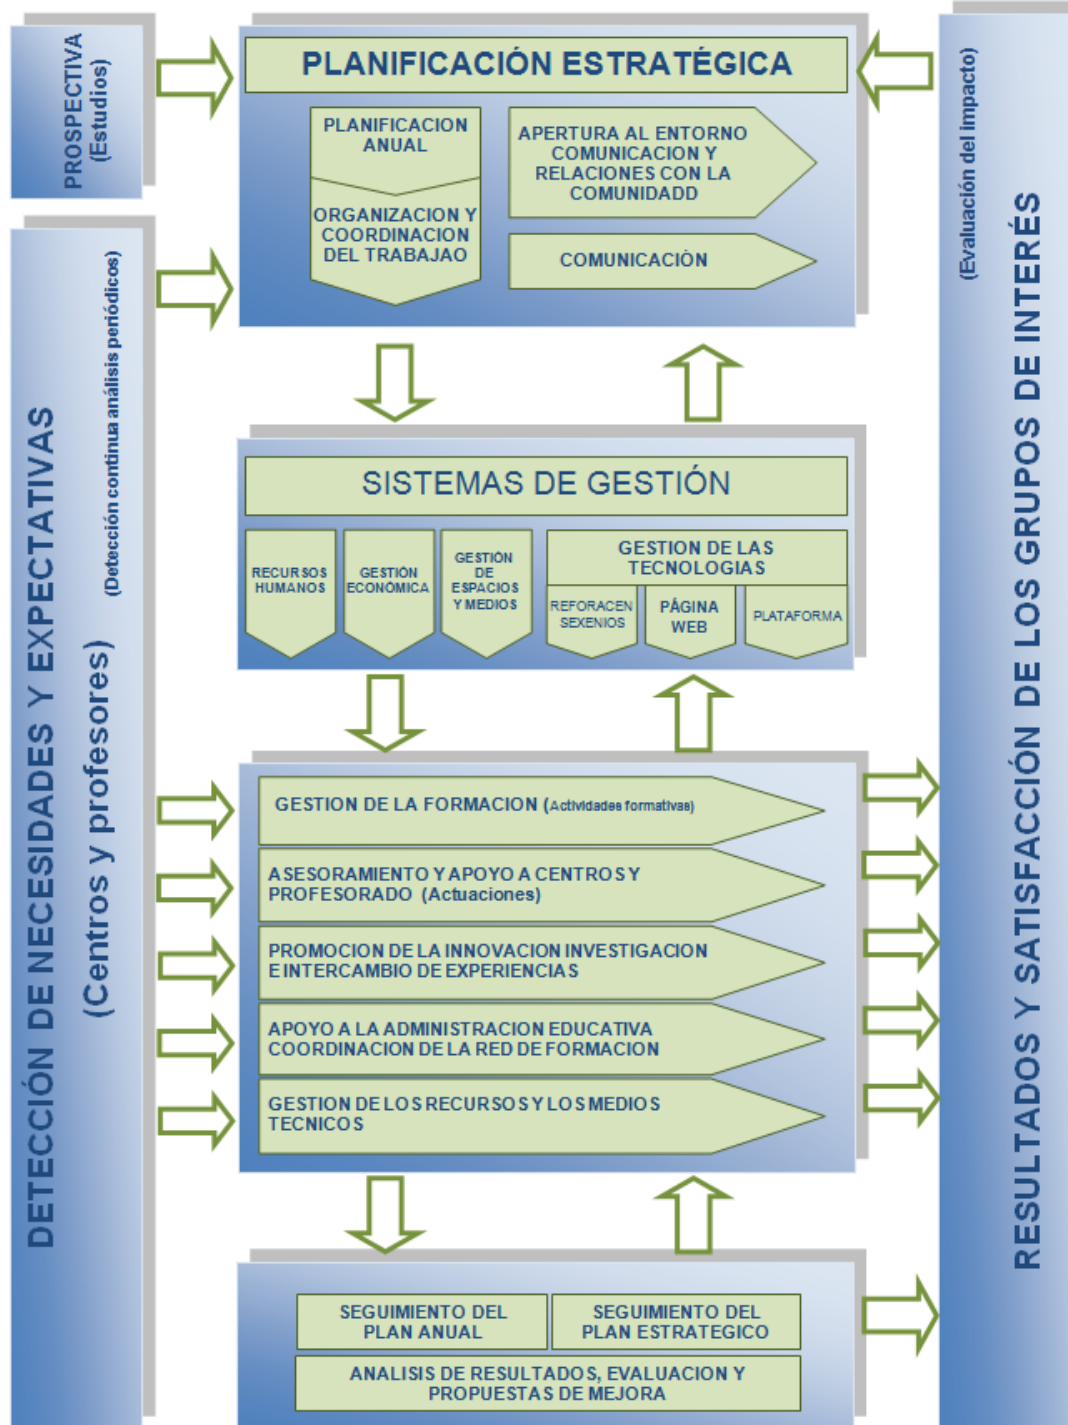 PROSPECTIVA
(Estudios)
DETECCIÓN DE NECESIDADES Y EXPECTATIVAS
(Centros y profesores)
(Detección continua análisis periódicos)
PLANIFICACIÓN ESTRATÉGICA
PLANIFICACION
ANUAL
ORGANIZACION Y
COORDINACION
DEL TRABAJAO
APERTURA AL ENTORNO
COMUNICACION Y
RELACIONES CON LA
COMUNIDADD
COMUNICACIÓN
SISTEMAS DE GESTIÓN
RECURSOS
HUMANOS
GESTIÓN
ECONÓMICA
GESTIÓN
DE
ESPACIOS
Y MEDIOS
GESTION DE LAS
TECNOLOGIAS
REFORACEN
SEXENIOS
PÁGINA
WEB
PLATAFORMA
GESTION DE LA FORMACION (Actividades formativas)
ASESORAMIENTO Y APOYO A CENTROS Y
PROFESORADO (Actuaciones)
PROMOCION DE LA INNOVACION INVESTIGACION
E INTERCAMBIO DE EXPERIENCIAS
APOYO A LA ADMINISTRACION EDUCATIVA
COORDINACION DE LA RED DE FORMACION
GESTION DE LOS RECURSOS Y LOS MEDIOS
TECNICOS
SEGUIMIENTO DEL
PLAN ANUAL
SEGUIMIENTO DEL
PLAN ESTRATEGICO
ANALISIS DE RESULTADOS, EVALUACION Y
PROPUESTAS DE MEJORA
(Evaluación del impacto)
RESULTADOS Y SATISFACCIÓN DE LOS GRUPOS DE INTERÉS